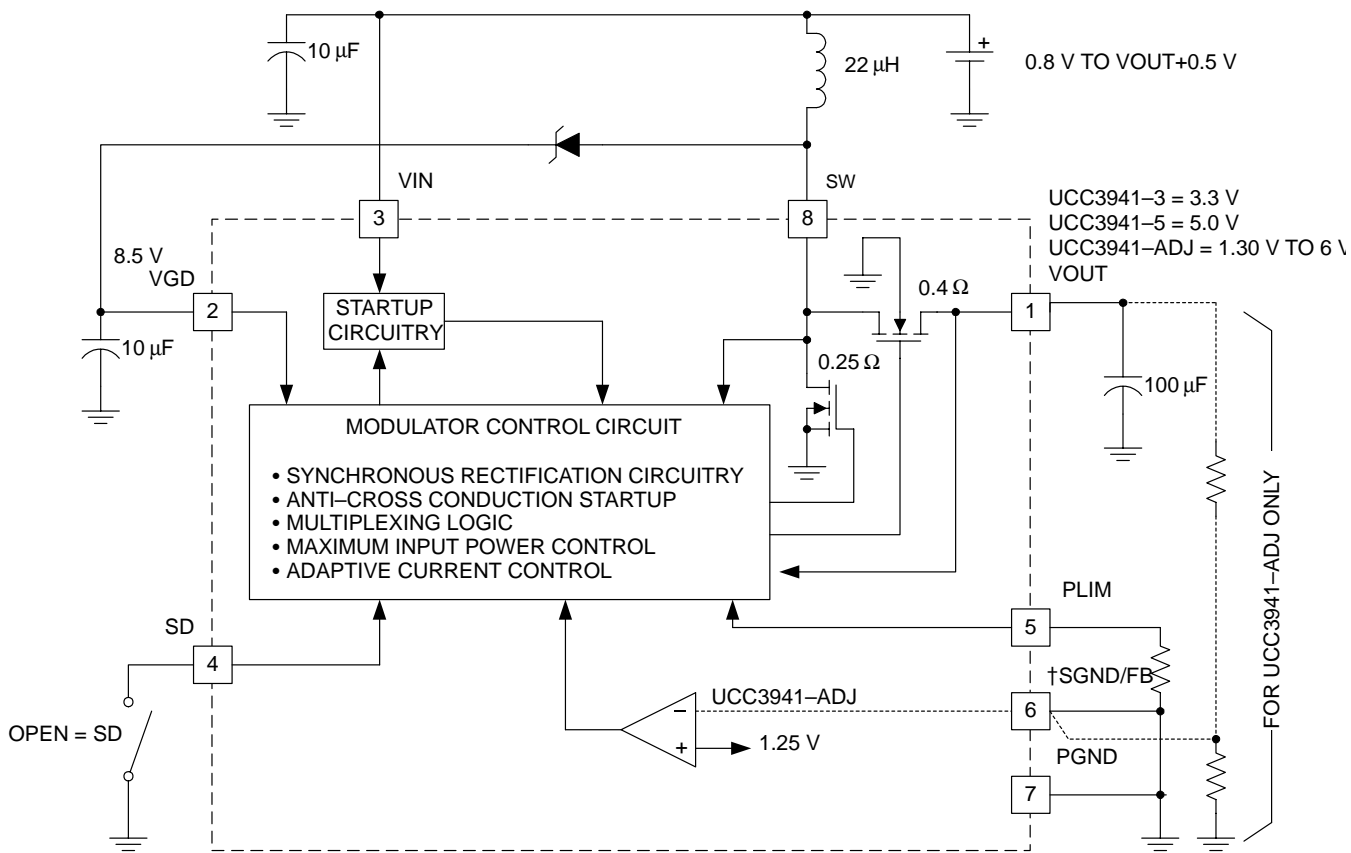 10 μF
22 μH
+
0.8 V TO VOUT+0.5 V
VIN
SW
3
8
UCC3941–3 = 3.3 V
UCC3941–5 = 5.0 V
UCC3941–ADJ = 1.30 V TO 6 V
VOUT
8.5 V
VGD
2
0.4 Ω
1
STARTUP
CIRCUITRY
10 μF
0.25 Ω
100 μF
MODULATOR CONTROL CIRCUIT
• SYNCHRONOUS RECTIFICATION CIRCUITRY
• ANTI–CROSS CONDUCTION STARTUP
• MULTIPLEXING LOGIC
• MAXIMUM INPUT POWER CONTROL
• ADAPTIVE CURRENT CONTROL
FOR UCC3941–ADJ ONLY
PLIM
5
SD
4
†SGND/FB
UCC3941–ADJ
6
–
+
1.25 V
OPEN = SD
PGND
7